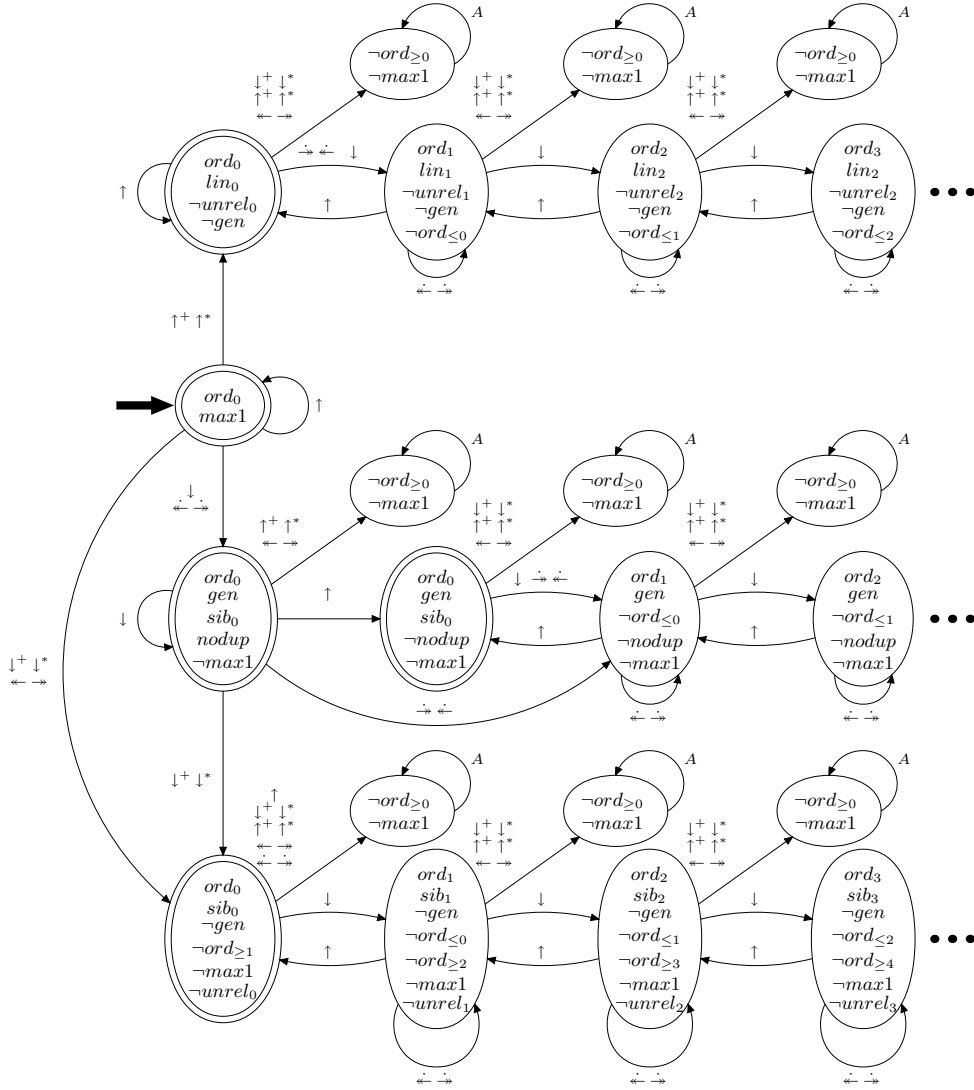 A A A
¬ord≥0 ¬ord≥0 ¬ord≥0
¬max1 ¬max1 ¬max1
↓⁺ ↓* ↓⁺ ↓* ↓⁺ ↓*
↑⁺ ↑* ↑⁺ ↑* ↑⁺ ↑*
↞ ↠ ↞ ↠ ↞ ↠
ord₀ ord₁ ord₂ ord₃
lin₀ lin₁ lin₂ lin₂
¬unrel₀ ¬unrel₁ ¬unrel₂ ¬unrel₂
¬gen ¬gen ¬gen ¬gen
¬ord≤0 ¬ord≤1 ¬ord≤2
↑ ↠̇ ↞̇ ↓ ↓ ↓ •••
↑ ↑ ↑
↞̇ ↠̇ ↞̇ ↠̇ ↞̇ ↠̇
↑⁺ ↑*
ord₀
max1
↑
A A A
¬ord≥0 ¬ord≥0 ¬ord≥0
¬max1 ¬max1 ¬max1
↓
↞̇ ↠̇
↑⁺ ↑*
↞ ↠
↓⁺ ↓* ↓⁺ ↓*
↑⁺ ↑* ↑⁺ ↑*
↞ ↠ ↞ ↠
ord₀ ord₀ ord₁ ord₂
gen gen gen gen
sib₀ sib₀ ¬ord≤0 ¬ord≤1
nodup ¬nodup ¬nodup ¬nodup
¬max1 ¬max1 ¬max1 ¬max1
↓ ↑ ↓ ↠̇ ↞̇ ↓ •••
↑ ↑
↠̇ ↞̇ ↞̇ ↠̇ ↞̇ ↠̇
↓⁺ ↓*
↞ ↠
A A A
¬ord≥0 ¬ord≥0 ¬ord≥0
¬max1 ¬max1 ¬max1
↓⁺ ↓*
↑
↓⁺ ↓* ↓⁺ ↓* ↓⁺ ↓*
↑⁺ ↑* ↑⁺ ↑* ↑⁺ ↑*
↞ ↠ ↞ ↠ ↞ ↠
↞̇ ↠̇
ord₀ ord₁ ord₂ ord₃
sib₀ sib₁ sib₂ sib₃
¬gen ¬gen ¬gen ¬gen
¬ord≥1 ¬ord≤0 ¬ord≤1 ¬ord≤2
¬max1 ¬ord≥2 ¬ord≥3 ¬ord≥4
¬unrel₀ ¬max1 ¬max1 ¬max1
¬unrel₁ ¬unrel₂ ¬unrel₃
↓ ↓ ↓ •••
↑ ↑ ↑
↞̇ ↠̇ ↞̇ ↠̇ ↞̇ ↠̇